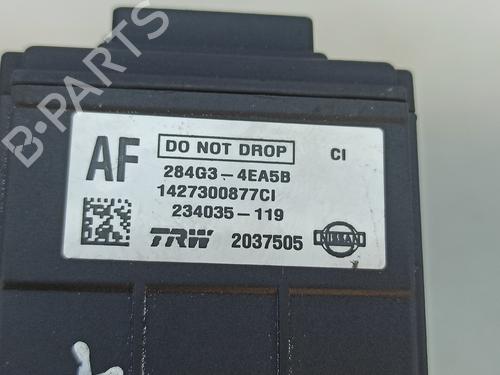 AF
DO NOT DROP
CI
284G3-4EA5B
1427300877CI
234035-119
TRW 2037505 NISSAN
B-PARTS